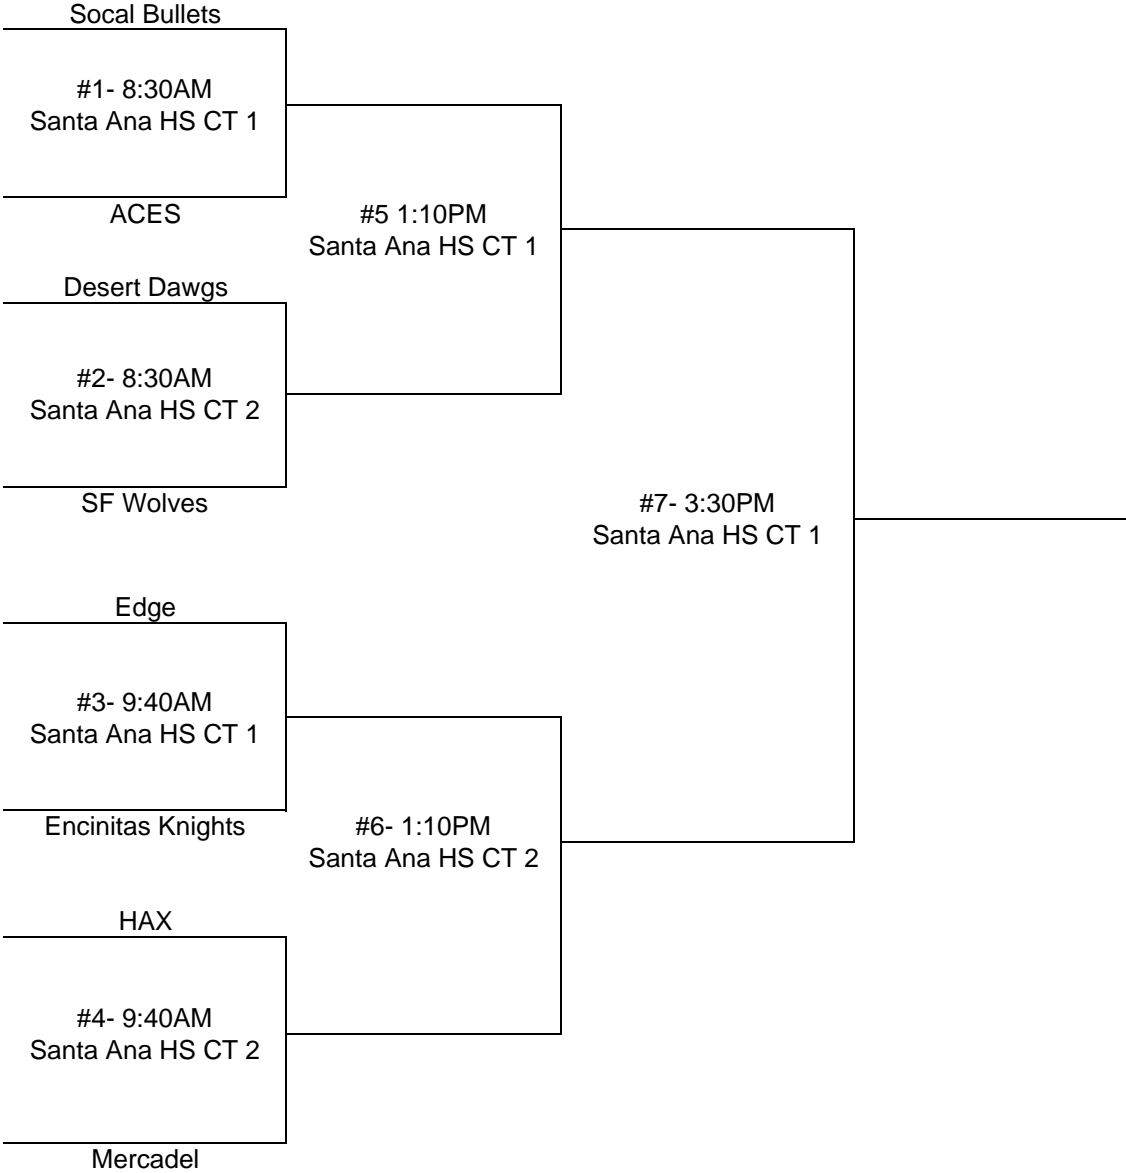 Socal Bullets
#1- 8:30AM
Santa Ana HS CT 1
ACES
#5 1:10PM
Santa Ana HS CT 1
Desert Dawgs
#2- 8:30AM
Santa Ana HS CT 2
SF Wolves
#7- 3:30PM
Santa Ana HS CT 1
Edge
#3- 9:40AM
Santa Ana HS CT 1
Encinitas Knights
#6- 1:10PM
Santa Ana HS CT 2
HAX
#4- 9:40AM
Santa Ana HS CT 2
Mercadel